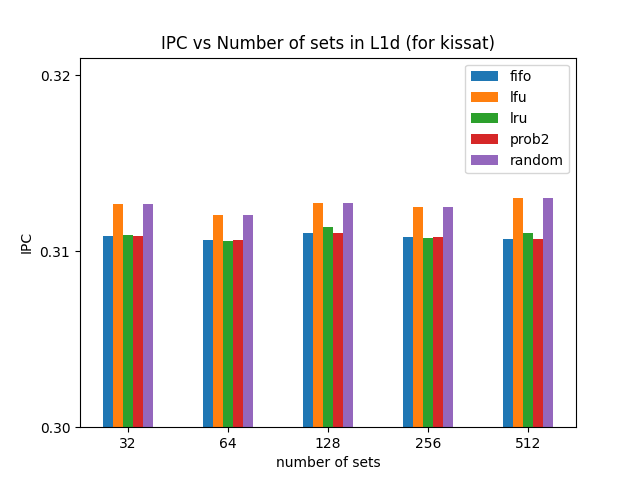 IPC vs Number of sets in L1d (for kissat)
0.32
0.31
0.30
IPC
fifo
lfu
lru
prob2
random
32 64 128 256 512
number of sets